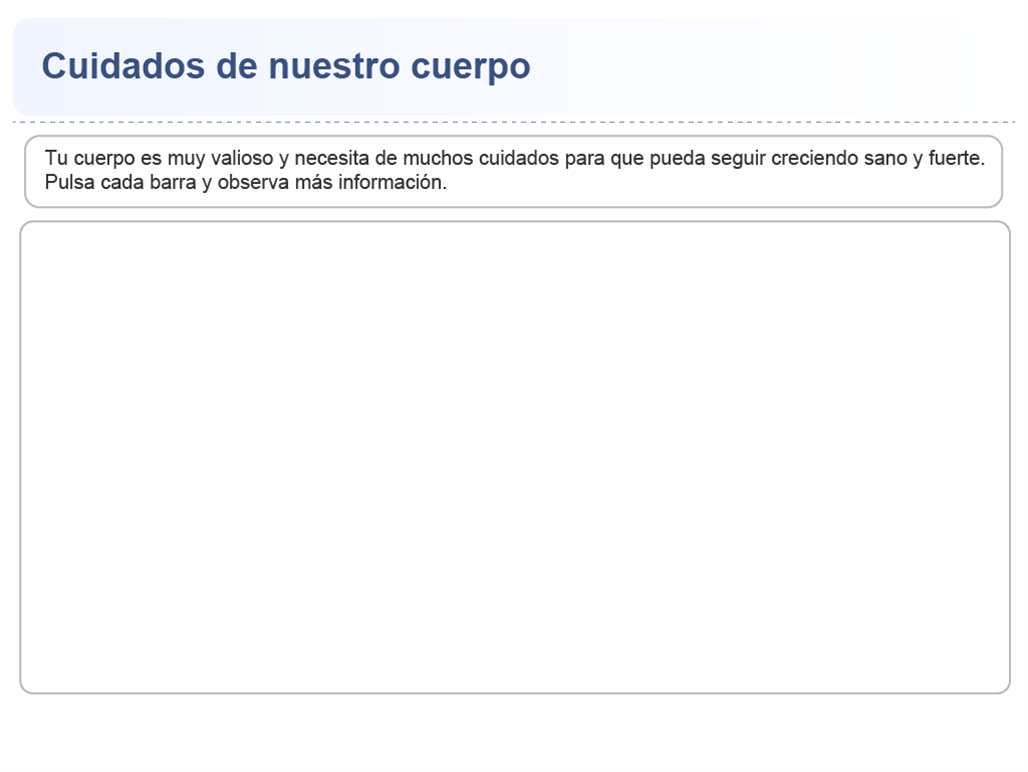 Cuidados de nuestro cuerpo
Tu cuerpo es muy valioso y necesita de muchos cuidados para que pueda seguir creciendo sano y fuerte.
Pulsa cada barra y observa más información.